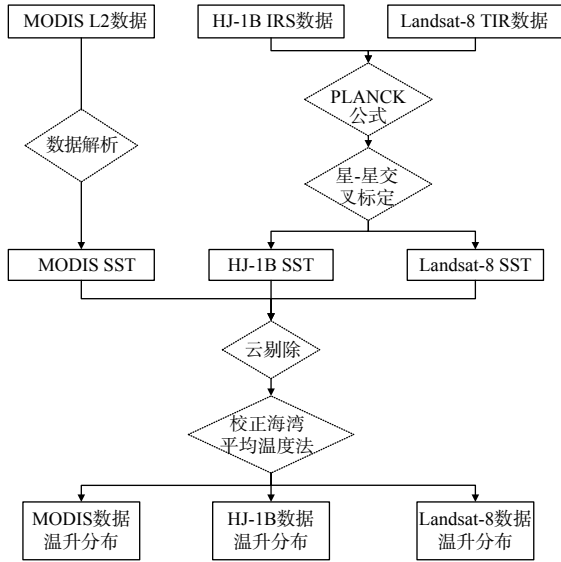 MODIS L2数据
HJ-1B IRS数据
Landsat-8 TIR数据
PLANCK
公式
数据解析
星-星交
叉标定
MODIS SST
HJ-1B SST
Landsat-8 SST
云剔除
校正海湾
平均温度法
MODIS数据
温升分布
HJ-1B数据
温升分布
Landsat-8数据
温升分布